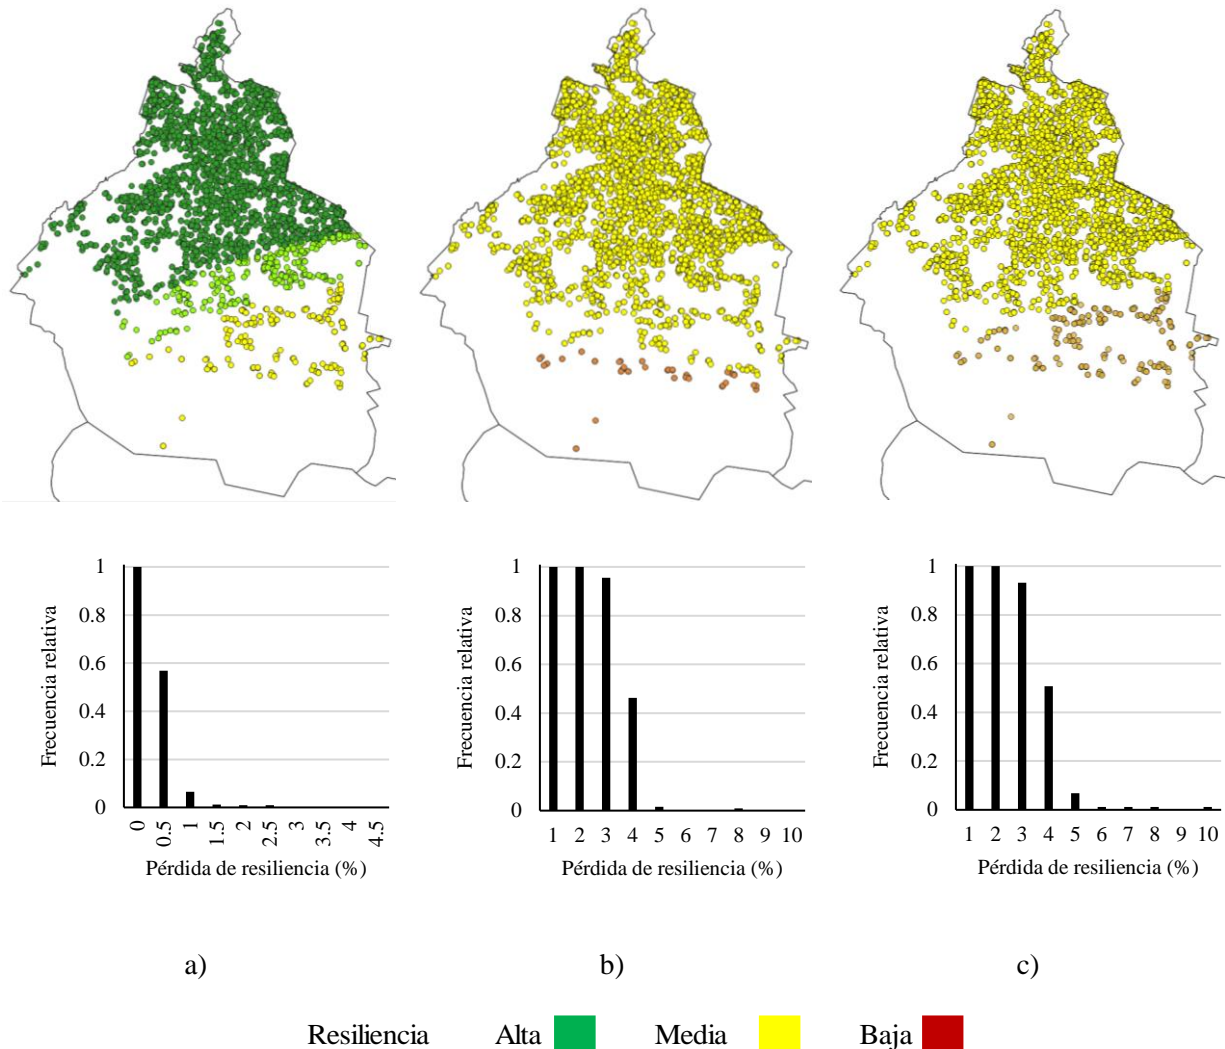 1
0.8
0.6
0.4
0.2
0
Frecuencia relativa
0 0.5 1 1.5 2 2.5 3 3.5 4 4.5
Pérdida de resiliencia (%)
1
0.8
0.6
0.4
0.2
0
Frecuencia relativa
1 2 3 4 5 6 7 8 9 10
Pérdida de resiliencia (%)
1
0.8
0.6
0.4
0.2
0
Frecuencia relativa
1 2 3 4 5 6 7 8 9 10
Pérdida de resiliencia (%)
a) b) c)
Resiliencia Alta Media Baja